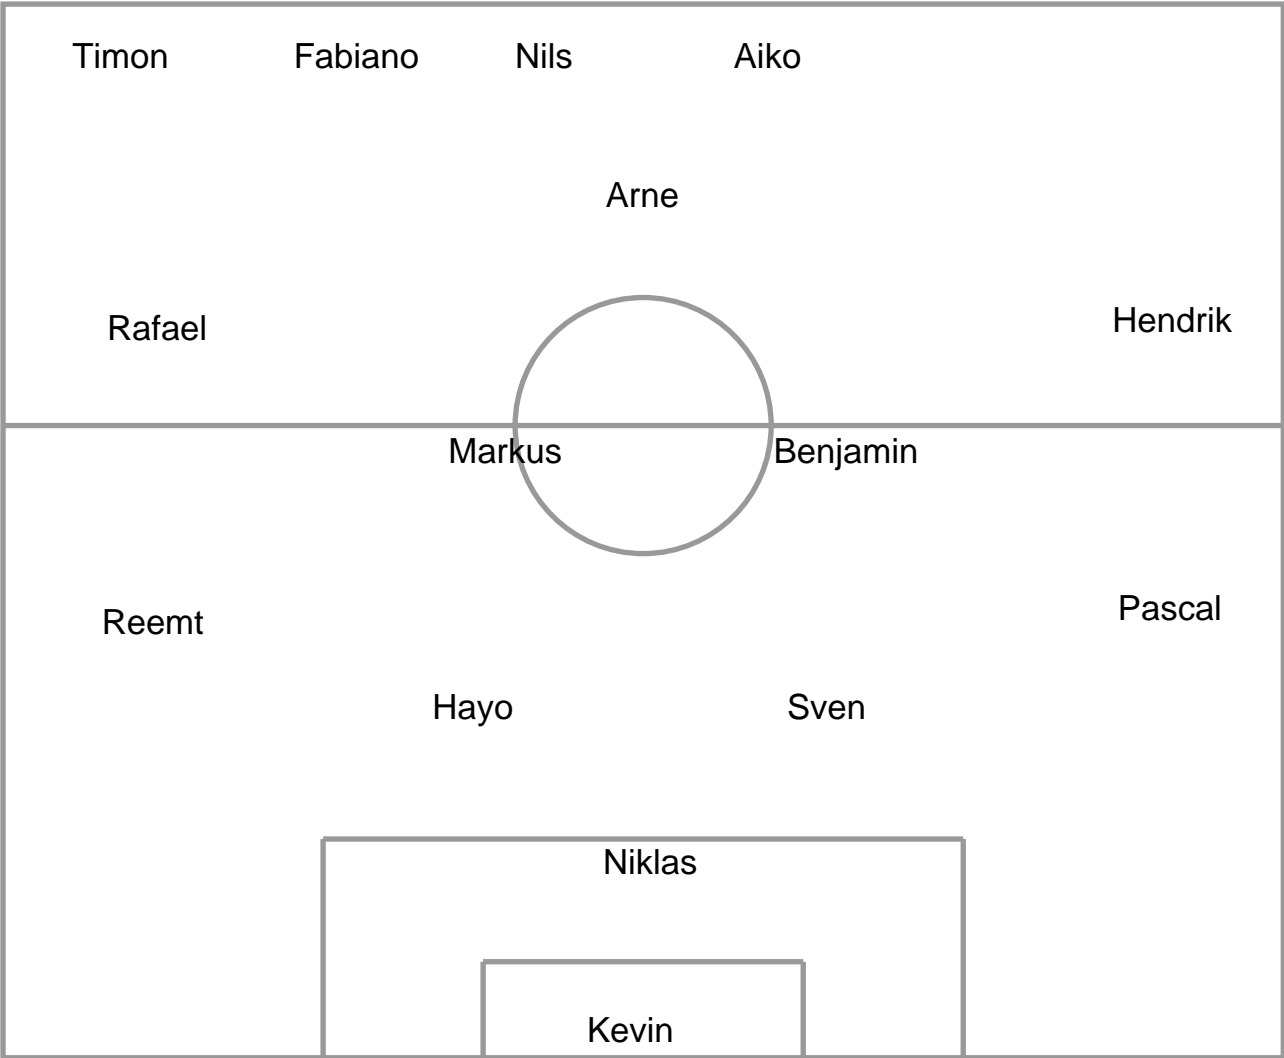 Timon Fabiano Nils Aiko
Arne
Rafael Hendrik
Markus Benjamin
Reemt Pascal
Hayo Sven
Niklas
Kevin